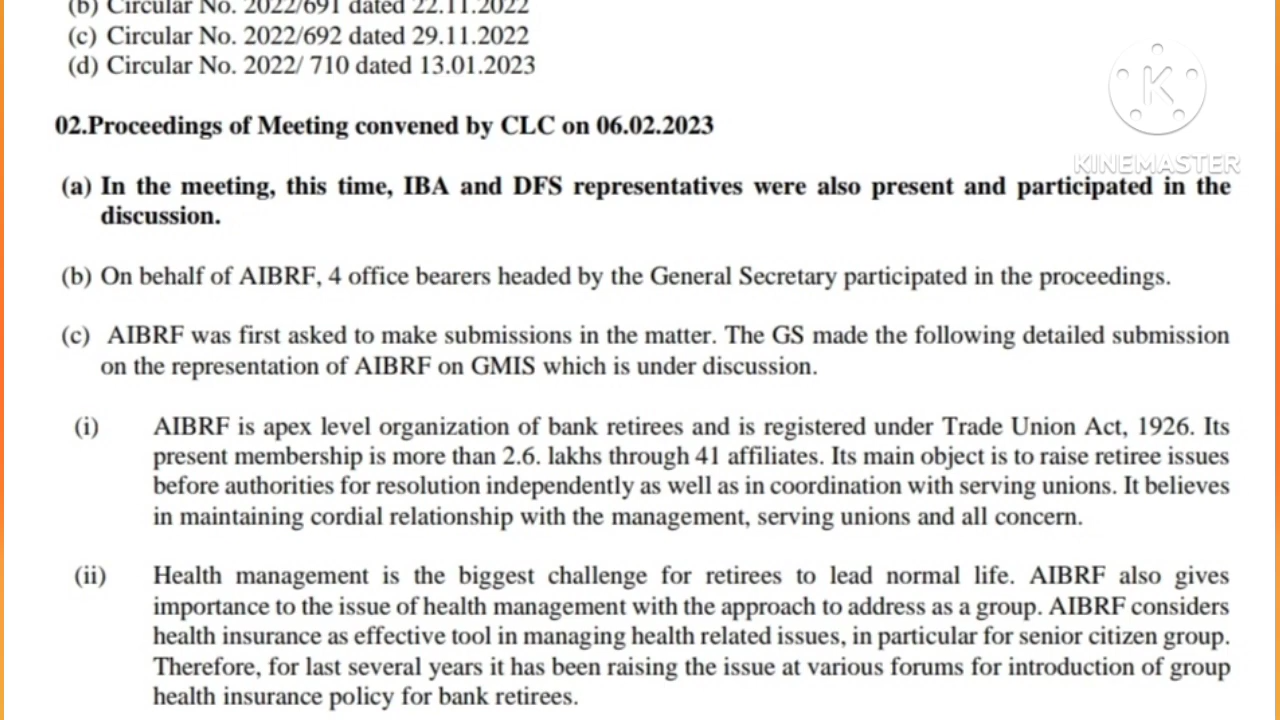 (b) Circular No. 2022/691 dated 22.11.2022
(c) Circular No. 2022/692 dated 29.11.2022
(d) Circular No. 2022/ 710 dated 13.01.2023
02.Proceedings of Meeting convened by CLC on 06.02.2023
K
KINEMASTER
(a) In the meeting, this time, IBA and DFS representatives were also present and participated in the
discussion.
(b) On behalf of AIBRF, 4 office bearers headed by the General Secretary participated in the proceedings.
(c) AIBRF was first asked to make submissions in the matter. The GS made the following detailed submission
on the representation of AIBRF on GMIS which is under discussion.
(i) AIBRF is apex level organization of bank retirees and is registered under Trade Union Act, 1926. Its
present membership is more than 2.6. lakhs through 41 affiliates. Its main object is to raise retiree issues
before authorities for resolution independently as well as in coordination with serving unions. It believes
in maintaining cordial relationship with the management, serving unions and all concern.
(ii) Health management is the biggest challenge for retirees to lead normal life. AIBRF also gives
importance to the issue of health management with the approach to address as a group. AIBRF considers
health insurance as effective tool in managing health related issues, in particular for senior citizen group.
Therefore, for last several years it has been raising the issue at various forums for introduction of group
health insurance policy for bank retirees.